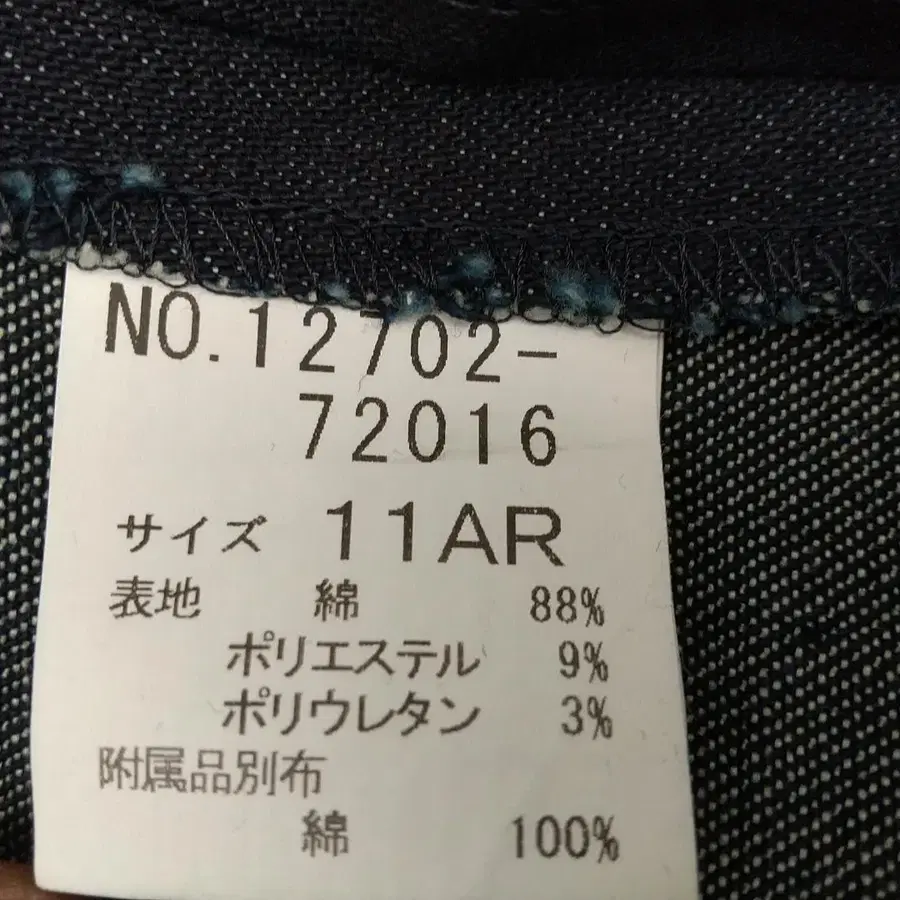 NO.12702-
72016
サイズ 11AR
表地 綿 88%
ポリエステル 9%
ポリウレタン 3%
附属品別布
綿 100%